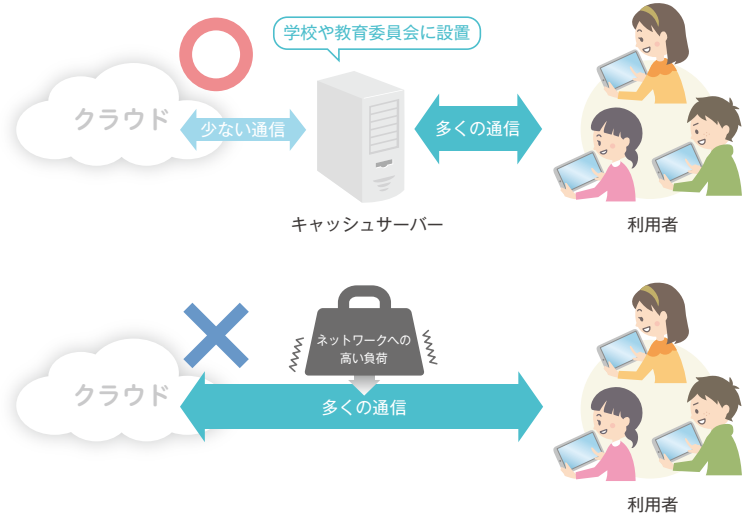 学校や教育委員会に設置
クラウド
少ない通信
多くの通信
キャッシュサーバー
利用者
ネットワークへの
高い負荷
クラウド
多くの通信
利用者